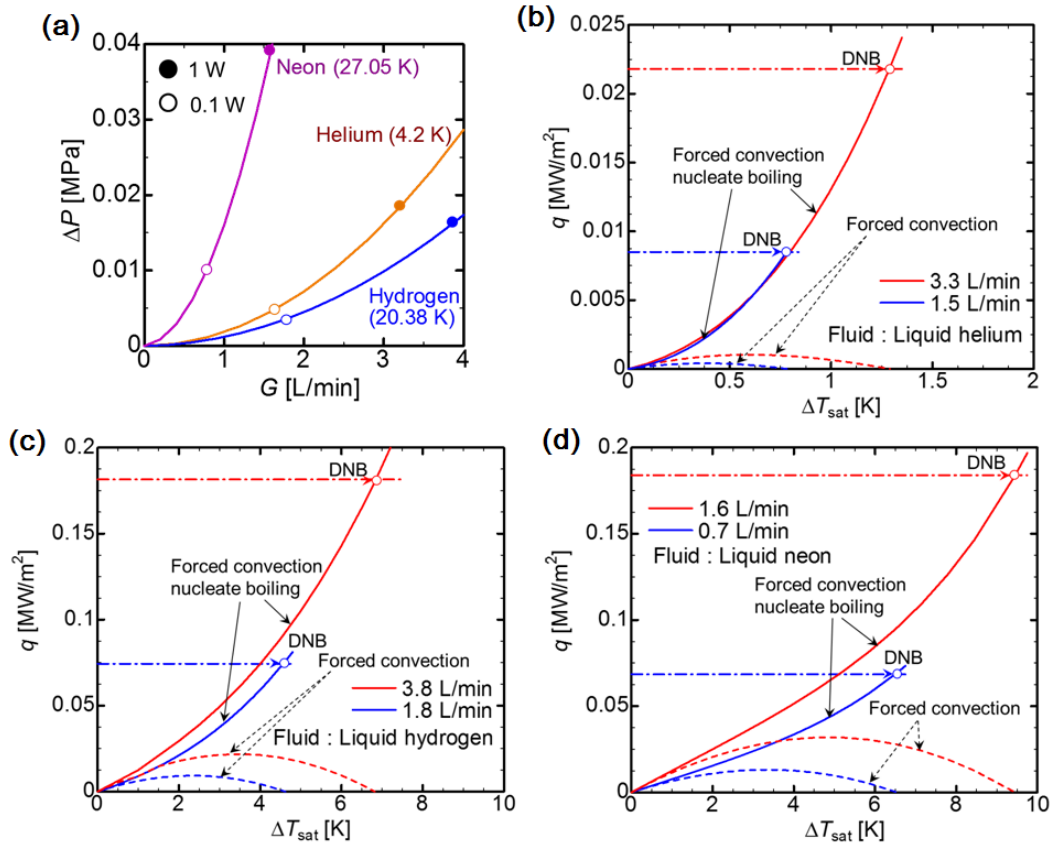 (a)
0.04
0.03
0.02
0.01
0
ΔP [MPa]
1 W
0.1 W
Neon (27.05 K)
Helium (4.2 K)
Hydrogen
(20.38 K)
0 1 2 3 4
G [L/min]
(b)
0.025
0.02
0.015
0.01
0.005
0
q [MW/m²]
DNB
Forced convection
nucleate boiling
Forced convection
DNB
3.3 L/min
1.5 L/min
Fluid : Liquid helium
0 0.5 1 1.5 2
ΔTsat [K]
(c)
0.2
0.15
0.1
0.05
0
q [MW/m²]
DNB
Forced convection
nucleate boiling
DNB
Forced convection
3.8 L/min
1.8 L/min
Fluid : Liquid hydrogen
0 2 4 6 8 10
ΔTsat [K]
(d)
0.2
0.15
0.1
0.05
0
q [MW/m²]
DNB
1.6 L/min
0.7 L/min
Fluid : Liquid neon
Forced convection
nucleate boiling
DNB
Forced convection
0 2 4 6 8 10
ΔTsat [K]